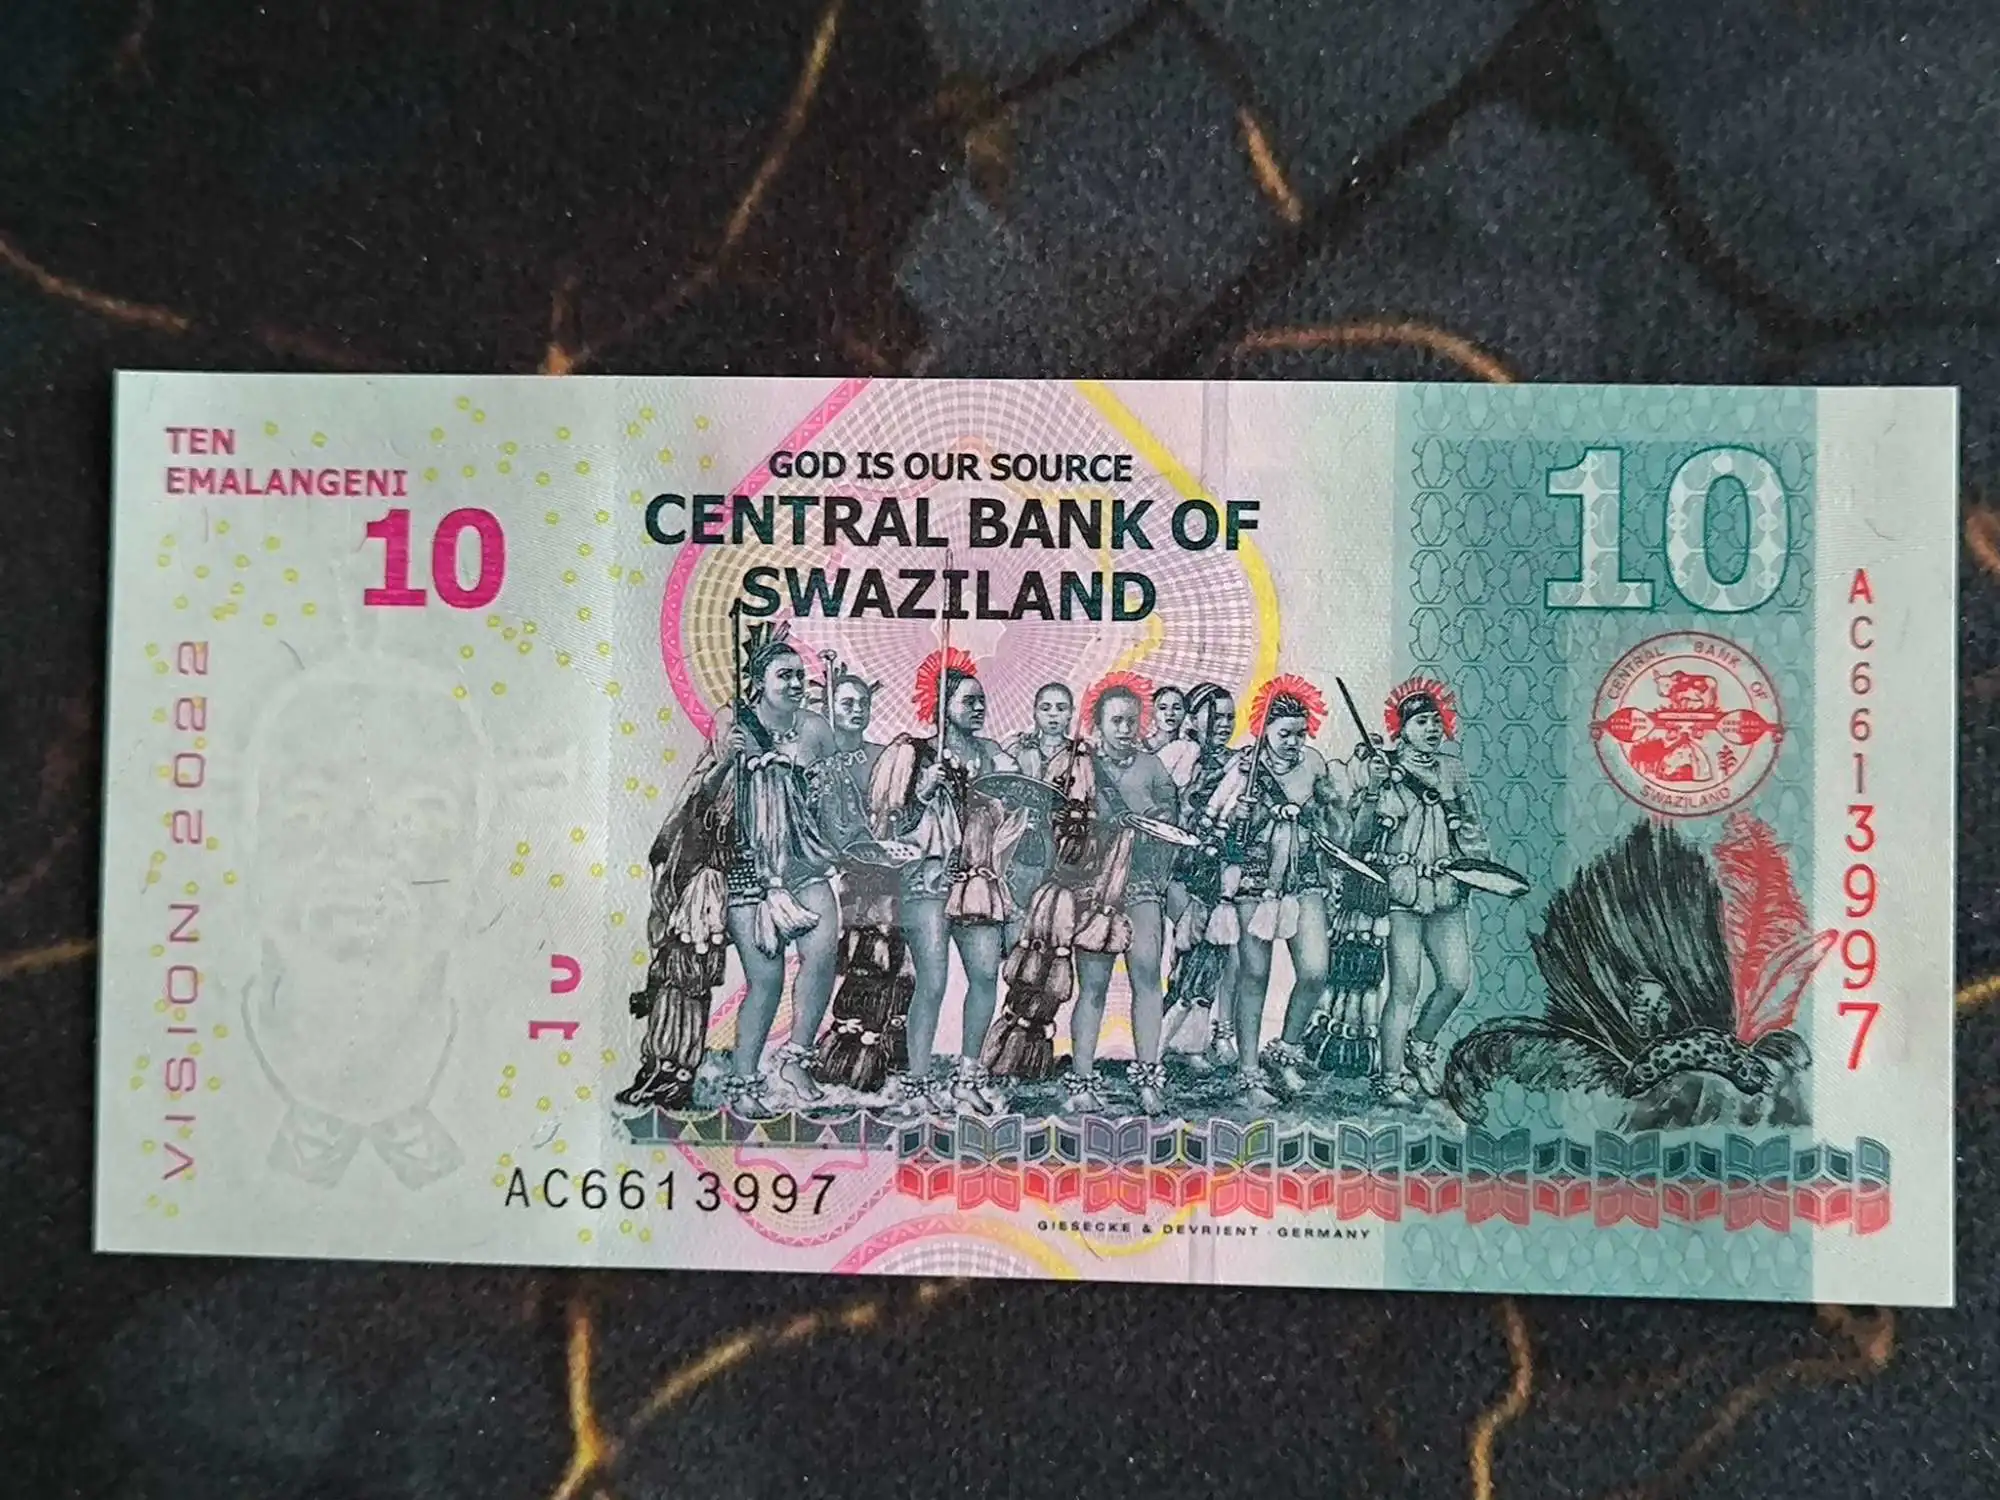 TEN
EMALANGENI
10
VISION 2022
GOD IS OUR SOURCE
CENTRAL BANK OF
SWAZILAND
10
CENTRAL BANK OF
SWAZILAND
AC6613997
AC6613997
GIESECKE & DEVRIENT · GERMANY